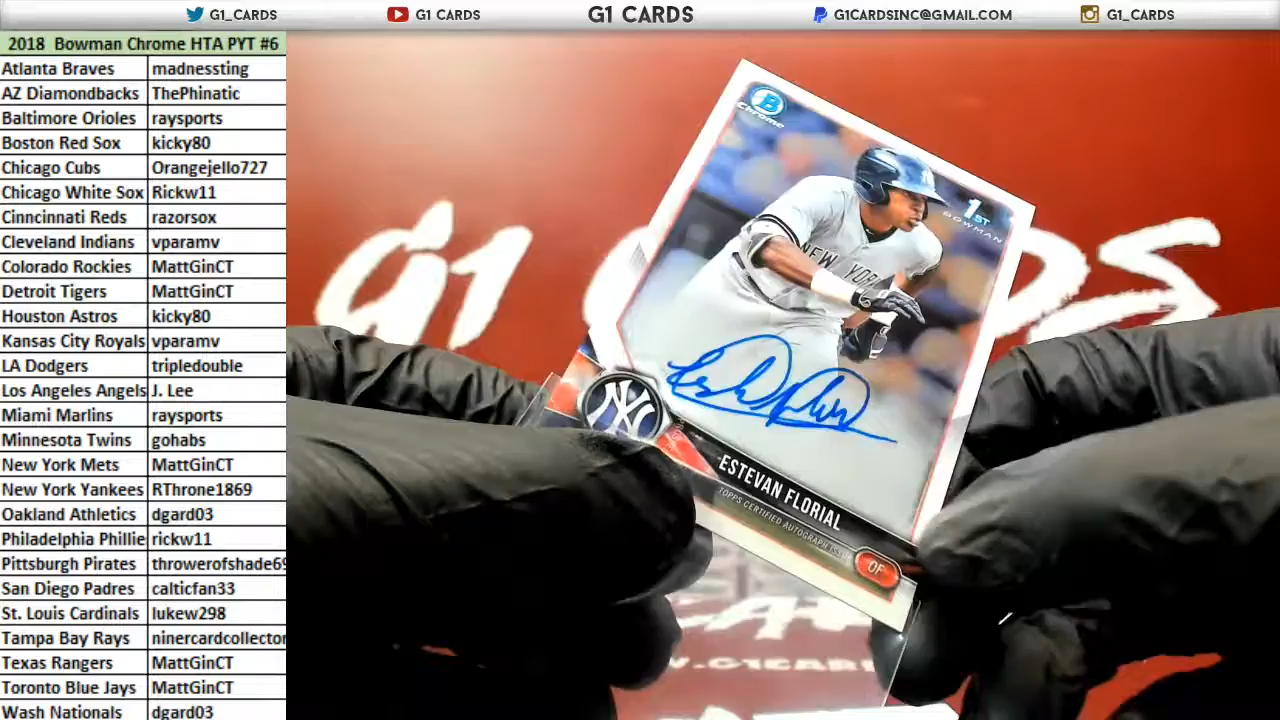 G1_CARDS
G1 CARDS
G1 CARDS
G1CARDSINC@GMAIL.COM
G1_CARDS
2018 Bowman Chrome HTA PYT #6
Atlanta Braves madnessting
AZ Diamondbacks ThePhinatic
Baltimore Orioles raysports
Boston Red Sox kicky80
Chicago Cubs Orangejello727
Chicago White Sox Rickw11
Cinncinnati Reds razorsox
Cleveland Indians vparamv
Colorado Rockies MattGinCT
Detroit Tigers MattGinCT
Houston Astros kicky80
Kansas City Royals vparamv
LA Dodgers tripledouble
Los Angeles Angels J. Lee
Miami Marlins raysports
Minnesota Twins gohabs
New York Mets MattGinCT
New York Yankees RThrone1869
Oakland Athletics dgard03
Philadelphia Phillie rickw11
Pittsburgh Pirates throwerofshade69
San Diego Padres calticfan33
St. Louis Cardinals lukew298
Tampa Bay Rays ninercardcollector
Texas Rangers MattGinCT
Toronto Blue Jays MattGinCT
Wash Nationals dgard03
B
Chrome
1ST
BOWMAN
NEW YORK
NY
ESTEVAN FLORIAL
TOPPS CERTIFIED AUTOGRAPH ISSUE
OF
G1
DS